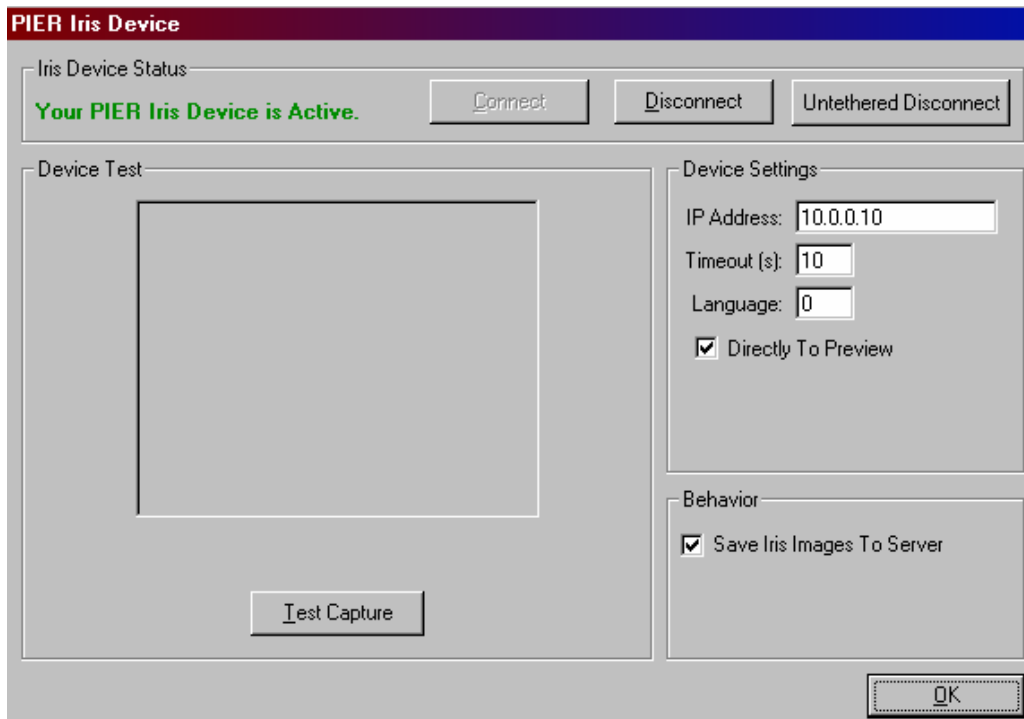 PIER Iris Device
Iris Device Status
Your PIER Iris Device is Active.
Connect
Disconnect
Untethered Disconnect
Device Test
Test Capture
Device Settings
IP Address: 10.0.0.10
Timeout (s): 10
Language: 0
Directly To Preview
Behavior
Save Iris Images To Server
OK